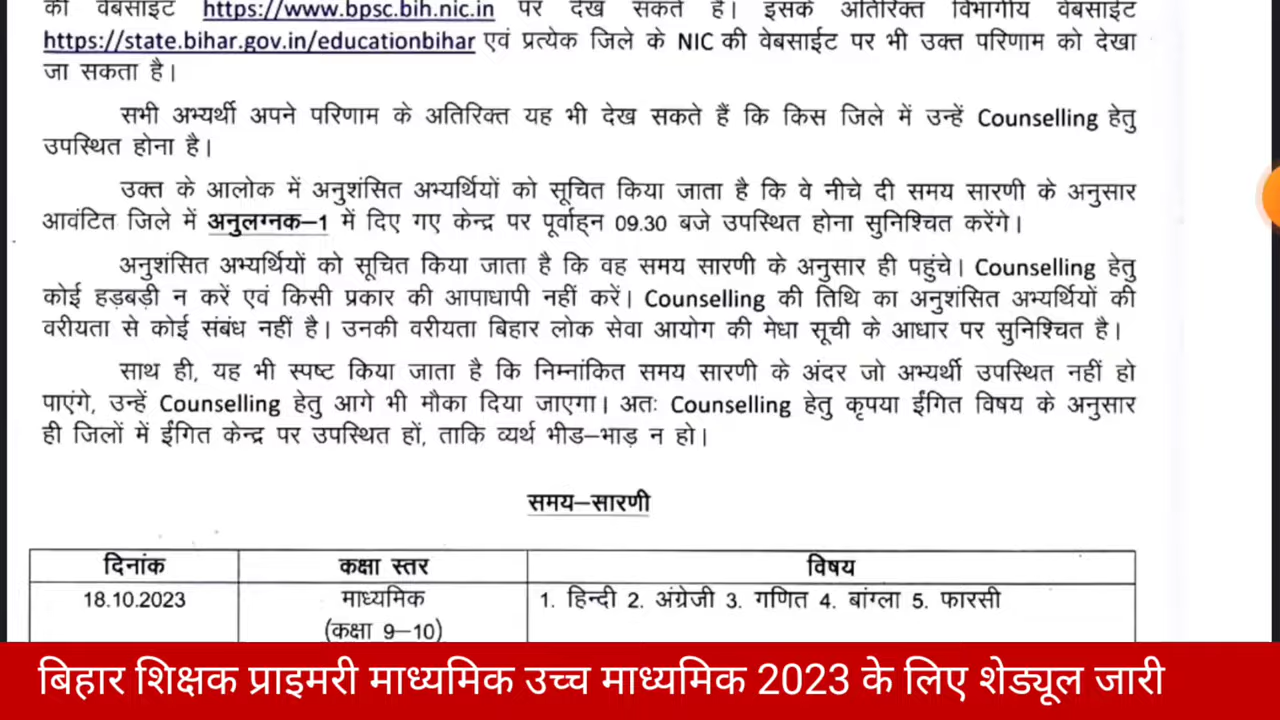 की वेबसाईट https://www.bpsc.bih.nic.in पर देख सकते हैं। इसके अतिरिक्त विभागीय वेबसाईट
https://state.bihar.gov.in/educationbihar एवं प्रत्येक जिले के NIC की वेबसाईट पर भी उक्त परिणाम को देखा
जा सकता है।
सभी अभ्यर्थी अपने परिणाम के अतिरिक्त यह भी देख सकते हैं कि किस जिले में उन्हें Counselling हेतु
उपस्थित होना है।
उक्त के आलोक में अनुशंसित अभ्यर्थियों को सूचित किया जाता है कि वे नीचे दी समय सारणी के अनुसार
आवंटित जिले में अनुलग्नक–1 में दिए गए केन्द्र पर पूर्वाह्न 09.30 बजे उपस्थित होना सुनिश्चित करेंगे।
अनुशंसित अभ्यर्थियों को सूचित किया जाता है कि वह समय सारणी के अनुसार ही पहुंचे। Counselling हेतु
कोई हड़बड़ी न करें एवं किसी प्रकार की आपाधापी नहीं करें। Counselling की तिथि का अनुशंसित अभ्यर्थियों की
वरीयता से कोई संबंध नहीं है। उनकी वरीयता बिहार लोक सेवा आयोग की मेधा सूची के आधार पर सुनिश्चित है।
साथ ही, यह भी स्पष्ट किया जाता है कि निम्नांकित समय सारणी के अंदर जो अभ्यर्थी उपस्थित नहीं हो
पाएंगे, उन्हें Counselling हेतु आगे भी मौका दिया जाएगा। अतः Counselling हेतु कृपया ईंगित विषय के अनुसार
ही जिलों में ईंगित केन्द्र पर उपस्थित हों, ताकि व्यर्थ भीड–भाड़ न हो।
समय–सारणी
दिनांक कक्षा स्तर विषय
18.10.2023 माध्यमिक 1. हिन्दी 2. अंग्रेजी 3. गणित 4. बांग्ला 5. फारसी
(कक्षा 9–10)
बिहार शिक्षक प्राइमरी माध्यमिक उच्च माध्यमिक 2023 के लिए शेड्यूल जारी